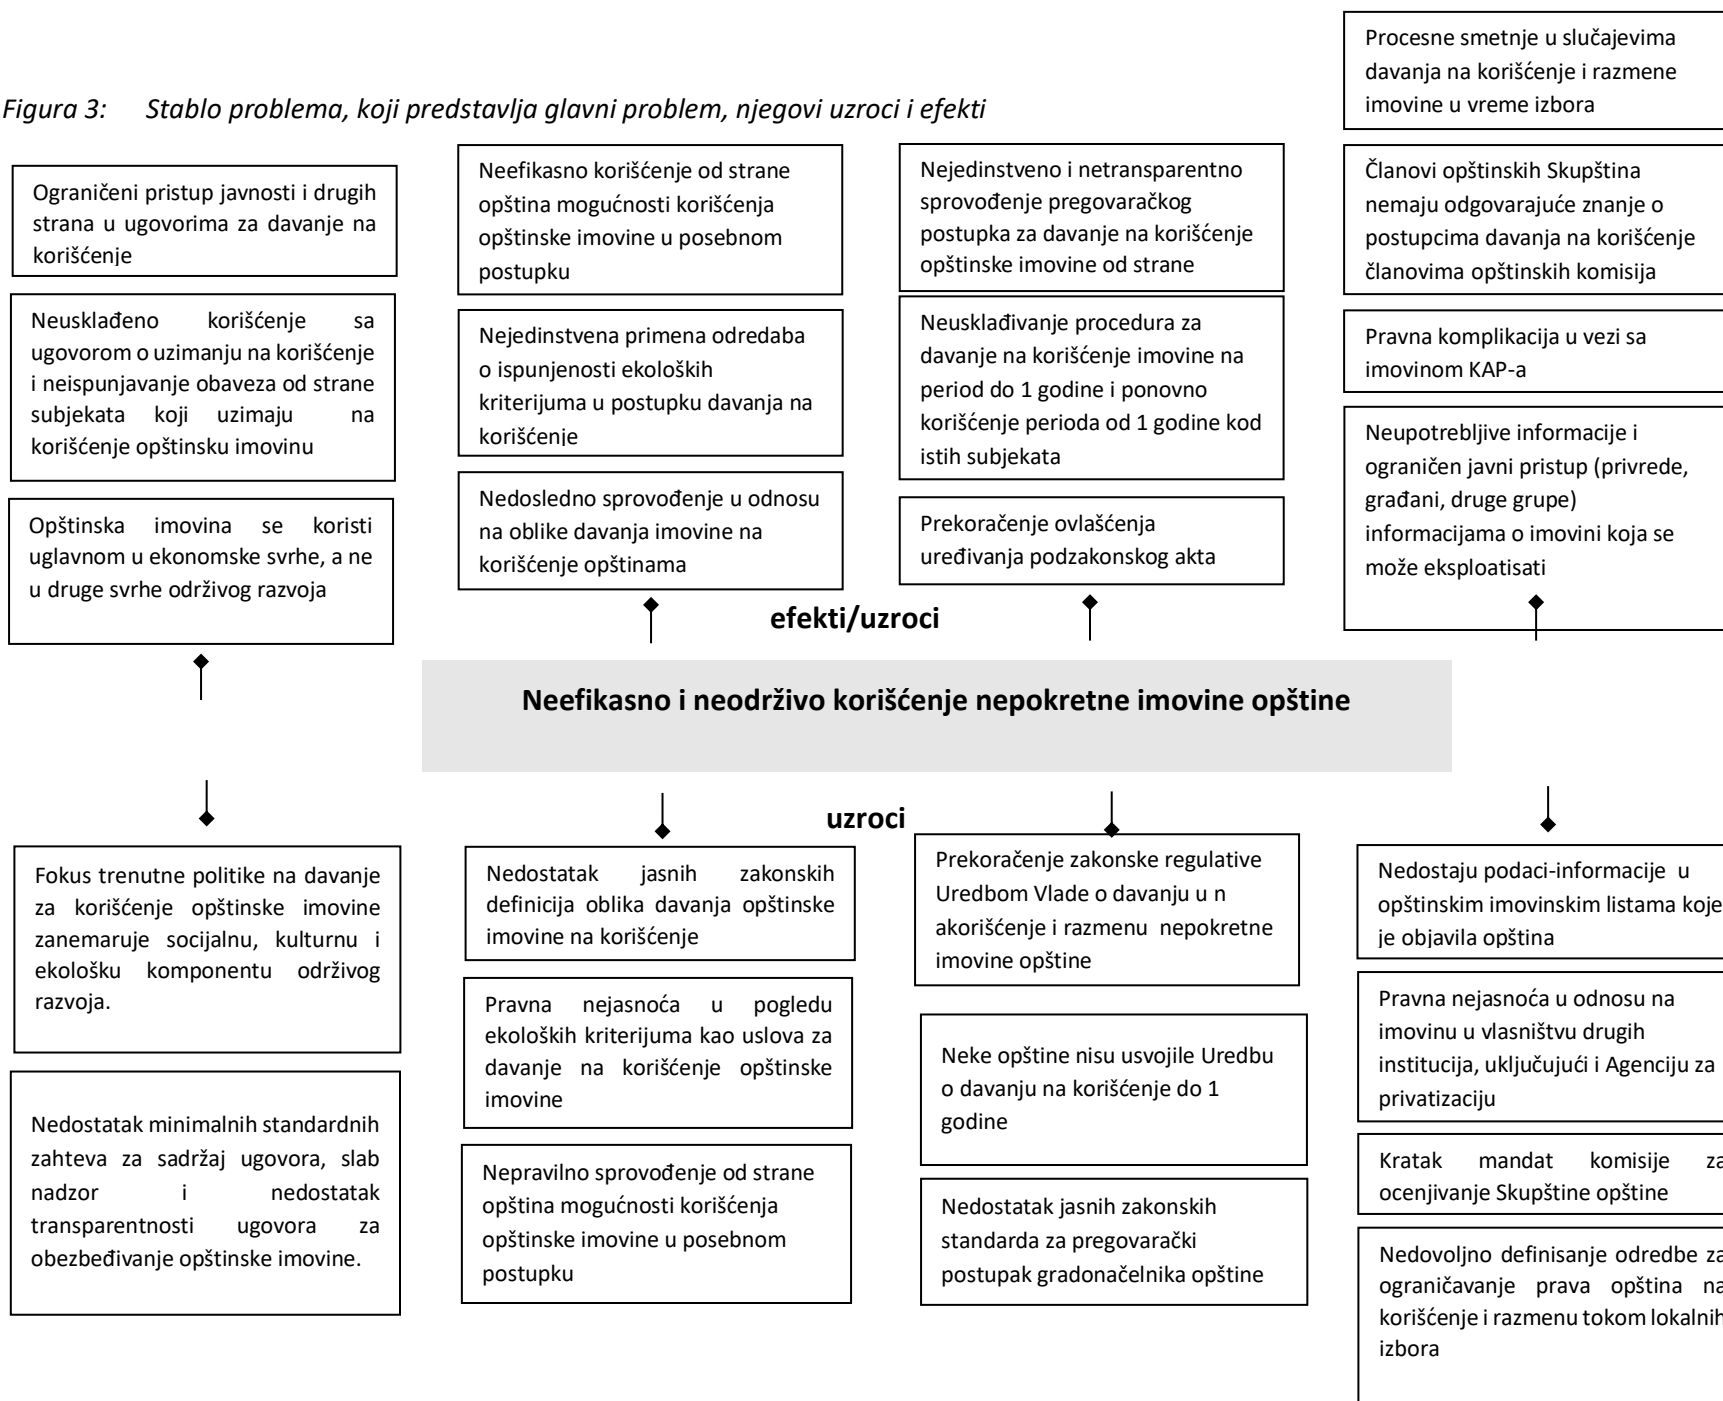 Figura 3: Stablo problema, koji predstavlja glavni problem, njegovi uzroci i efekti
Ograničeni pristup javnosti i drugih
strana u ugovorima za davanje na
korišćenje
Neusklađeno korišćenje sa
ugovorom o uzimanju na korišćenje
i neispunjavanje obaveza od strane
subjekata koji uzimaju na
korišćenje opštinsku imovinu
Opštinska imovina se koristi
uglavnom u ekonomske svrhe, a ne
u druge svrhe održivog razvoja
Neefikasno korišćenje od strane
opština mogućnosti korišćenja
opštinske imovine u posebnom
postupku
Nejedinstvena primena odredaba
o ispunjenosti ekoloških
kriterijuma u postupku davanja na
korišćenje
Nedosledno sprovođenje u odnosu
na oblike davanja imovine na
korišćenje opštinama
Nejedinstveno i netransparentno
sprovođenje pregovaračkog
postupka za davanje na korišćenje
opštinske imovine od strane
Neusklađivanje procedura za
davanje na korišćenje imovine na
period do 1 godine i ponovno
korišćenje perioda od 1 godine kod
istih subjekata
Prekoračenje ovlašćenja
uređivanja podzakonskog akta
Procesne smetnje u slučajevima
davanja na korišćenje i razmene
imovine u vreme izbora
Članovi opštinskih Skupština
nemaju odgovarajuće znanje o
postupcima davanja na korišćenje
članovima opštinskih komisija
Pravna komplikacija u vezi sa
imovinom KAP-a
Neupotrebljive informacije i
ograničen javni pristup (privrede,
građani, druge grupe)
informacijama o imovini koja se
može eksploatisati
efekti/uzroci
Neefikasno i neodrživo korišćenje nepokretne imovine opštine
uzroci
Fokus trenutne politike na davanje
za korišćenje opštinske imovine
zanemaruje socijalnu, kulturnu i
ekološku komponentu održivog
razvoja.
Nedostatak minimalnih standardnih
zahteva za sadržaj ugovora, slab
nadzor i nedostatak
transparentnosti ugovora za
obezbeđivanje opštinske imovine.
Nedostatak jasnih zakonskih
definicija oblika davanja opštinske
imovine na korišćenje
Pravna nejasnoća u pogledu
ekoloških kriterijuma kao uslova za
davanje na korišćenje opštinske
imovine
Nepravilno sprovođenje od strane
opština mogućnosti korišćenja
opštinske imovine u posebnom
postupku
Prekoračenje zakonske regulative
Uredbom Vlade o davanju u n
akorišćenje i razmenu nepokretne
imovine opštine
Neke opštine nisu usvojile Uredbu
o davanju na korišćenje do 1
godine
Nedostatak jasnih zakonskih
standarda za pregovarački
postupak gradonačelnika opštine
Nedostaju podaci-informacije u
opštinskim imovinskim listama koje
je objavila opština
Pravna nejasnoća u odnosu na
imovinu u vlasništvu drugih
institucija, uključujući i Agenciju za
privatizaciju
Kratak mandat komisije za
ocenjivanje Skupštine opštine
Nedovoljno definisanje odredbe za
ograničavanje prava opština na
korišćenje i razmenu tokom lokalnih
izbora